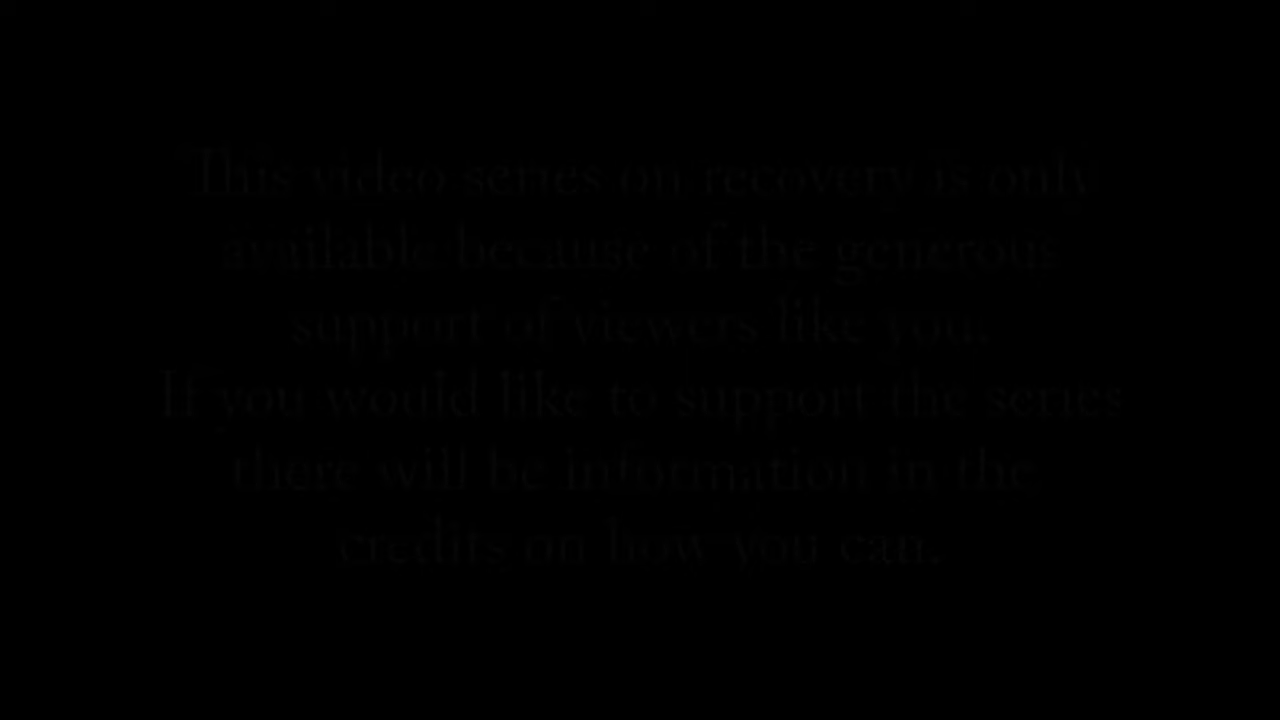 This video series on recovery is only
available because of the generous
support of viewers like you.
If you would like to support the series
there will be information in the
credits on how you can.